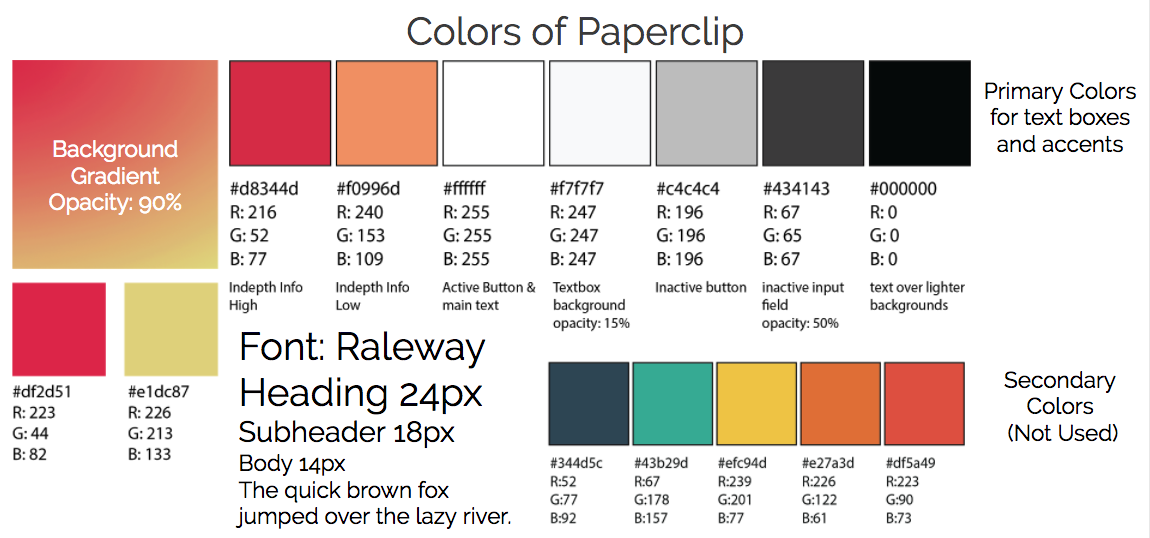 Colors of Paperclip
Background
Gradient
Opacity: 90%
#d8344d
R: 216
G: 52
B: 77
Indepth Info
High
#f0996d
R: 240
G: 153
B: 109
Indepth Info
Low
#ffffff
R: 255
G: 255
B: 255
Active Button &
main text
#f7f7f7
R: 247
G: 247
B: 247
Textbox
background
opacity: 15%
#c4c4c4
R: 196
G: 196
B: 196
Inactive button
#434143
R: 67
G: 65
B: 67
inactive input
field
opacity: 50%
#000000
R: 0
G: 0
B: 0
text over lighter
backgrounds
Primary Colors
for text boxes
and accents
#df2d51
R: 223
G: 44
B: 82
#e1dc87
R: 226
G: 213
B: 133
Font: Raleway
Heading 24px
Subheader 18px
Body 14px
The quick brown fox
jumped over the lazy river.
#344d5c
R:52
G:77
B:92
#43b29d
R:67
G:178
B:157
#efc94d
R:239
G:201
B:77
#e27a3d
R:226
G:122
B:61
#df5a49
R:223
G:90
B:73
Secondary
Colors
(Not Used)